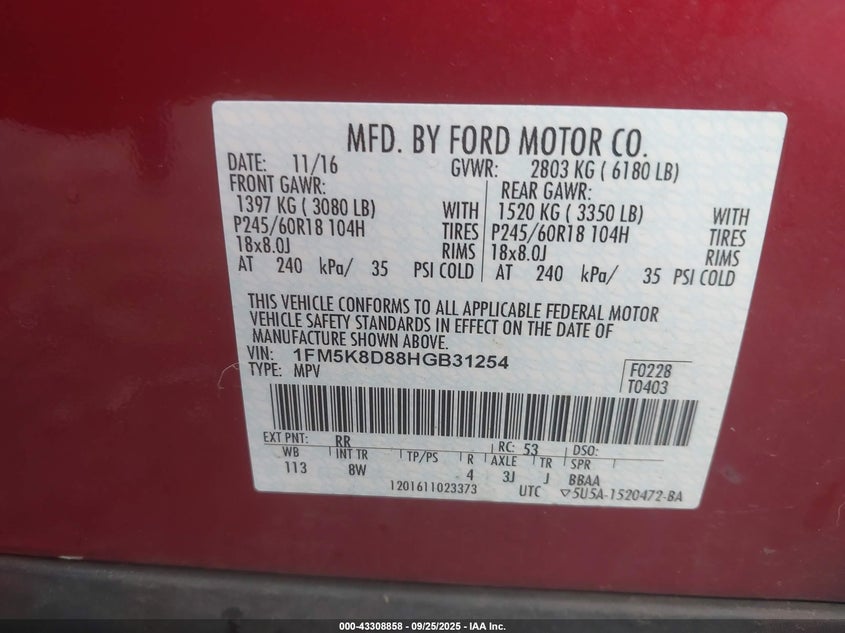 MFD. BY FORD MOTOR CO.
DATE: 11/16 GVWR: 2803 KG ( 6180 LB)
FRONT GAWR: REAR GAWR:
1397 KG ( 3080 LB) WITH 1520 KG ( 3350 LB) WITH
P245/60R18 104H TIRES P245/60R18 104H TIRES
18x8.0J RIMS 18x8.0J RIMS
AT 240 kPa/ 35 PSI COLD AT 240 kPa/ 35 PSI COLD
THIS VEHICLE CONFORMS TO ALL APPLICABLE FEDERAL MOTOR
VEHICLE SAFETY STANDARDS IN EFFECT ON THE DATE OF
MANUFACTURE SHOWN ABOVE.
VIN: 1FM5K8D88HGB31254 F0228
TYPE: MPV T0403
EXT PNT: RR RC: 53 DSO:
WB INT TR TP/PS R AXLE TR SPR
113 8W 4 3J J BBAA
1201611023373 UTC ▽5U5A-1520472-BA
000-43308858 - 09/25/2025 - IAA Inc.